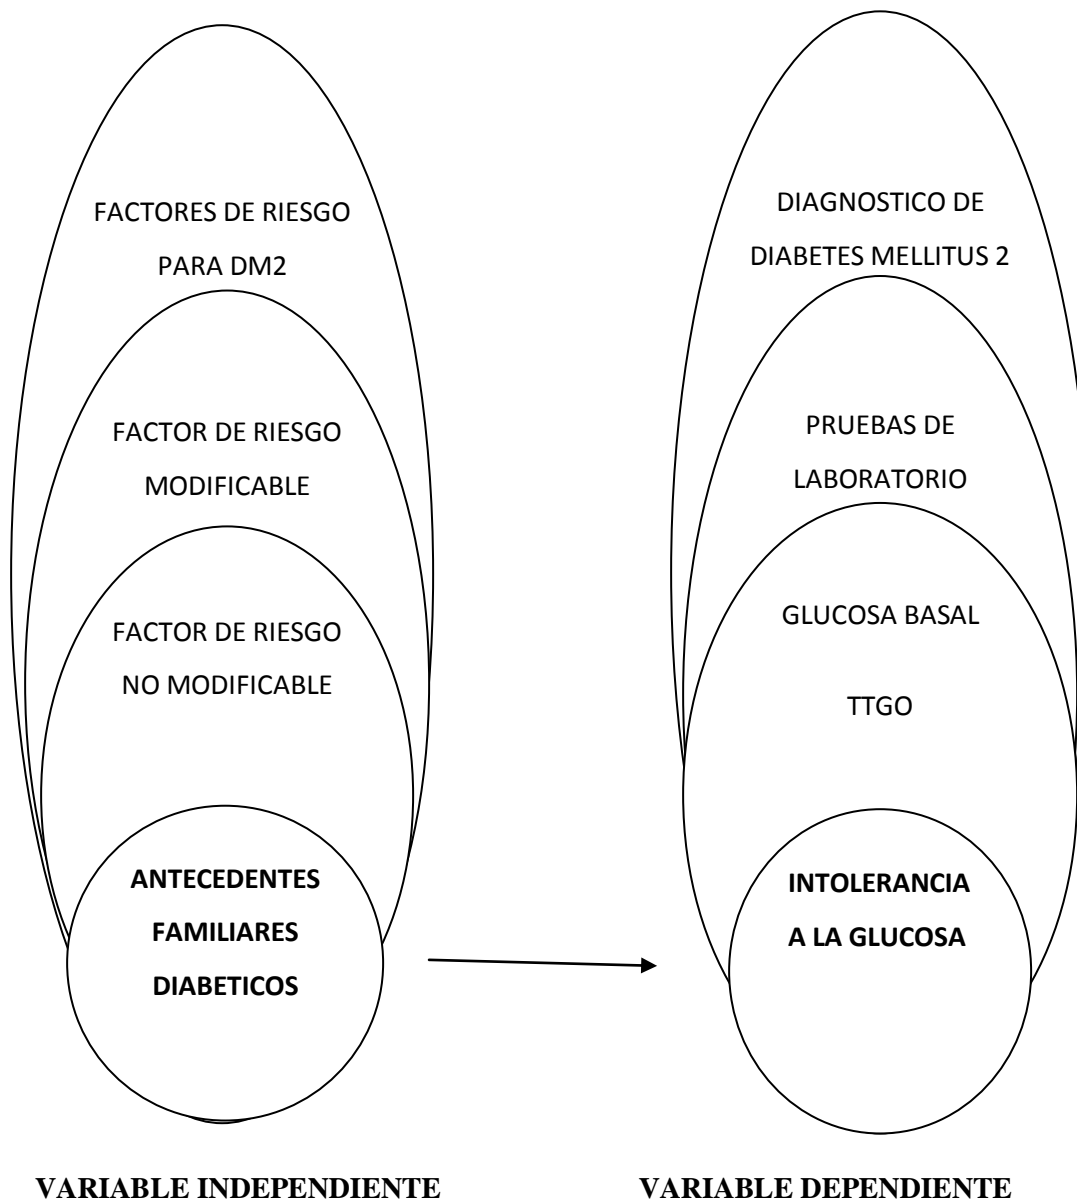 FACTORES DE RIESGO
PARA DM2
FACTOR DE RIESGO
MODIFICABLE
FACTOR DE RIESGO
NO MODIFICABLE
ANTECEDENTES
FAMILIARES
DIABETICOS
VARIABLE INDEPENDIENTE
DIAGNOSTICO DE
DIABETES MELLITUS 2
PRUEBAS DE
LABORATORIO
GLUCOSA BASAL
TTGO
INTOLERANCIA
A LA GLUCOSA
VARIABLE DEPENDIENTE